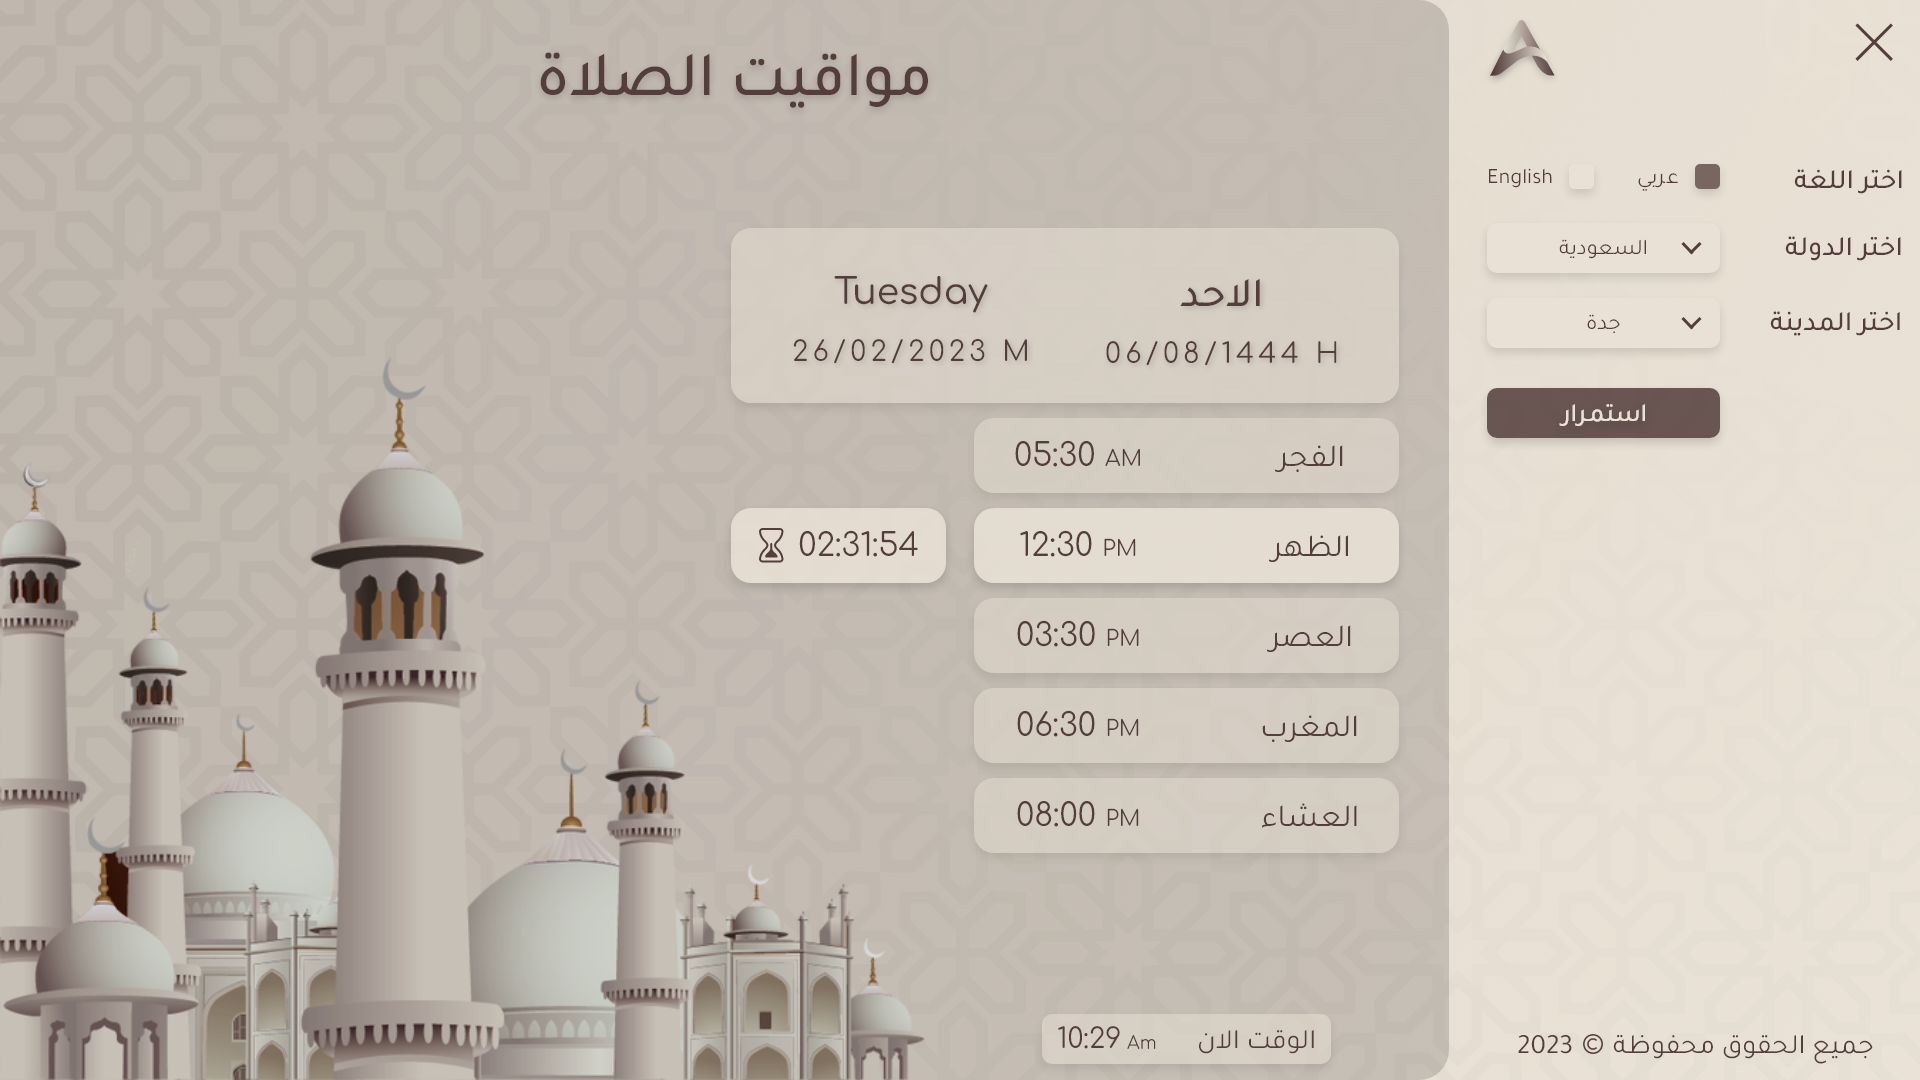 مواقيت الصلاة
الاحد
06/08/1444 H
Tuesday
26/02/2023 M
الفجر 05:30 AM
الظهر 12:30 PM
02:31:54
العصر 03:30 PM
المغرب 06:30 PM
العشاء 08:00 PM
الوقت الان 10:29 Am
اختر اللغة
عربي
English
اختر الدولة
السعودية
اختر المدينة
جدة
استمرار
جميع الحقوق محفوظة © 2023